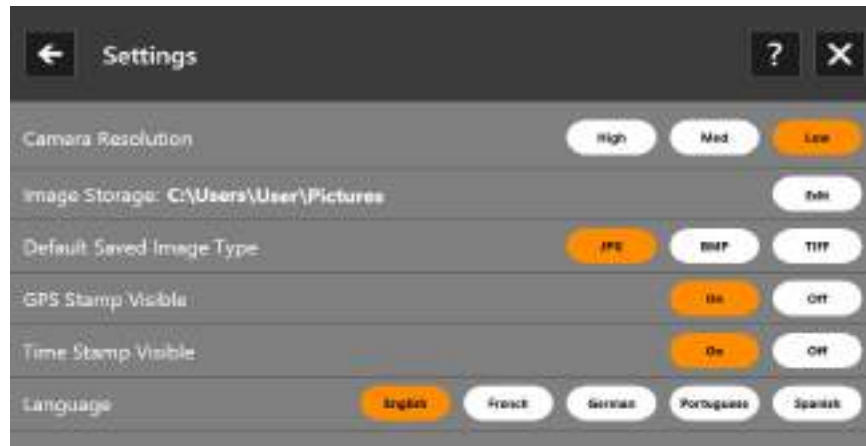 Settings ?
Camera Resolution High Med Low
Image Storage: C:\Users\User\Pictures Edit
Default Saved Image Type JPG BMP TIFF
GPS Stamp Visible On Off
Time Stamp Visible On Off
Language English French German Portuguese Spanish